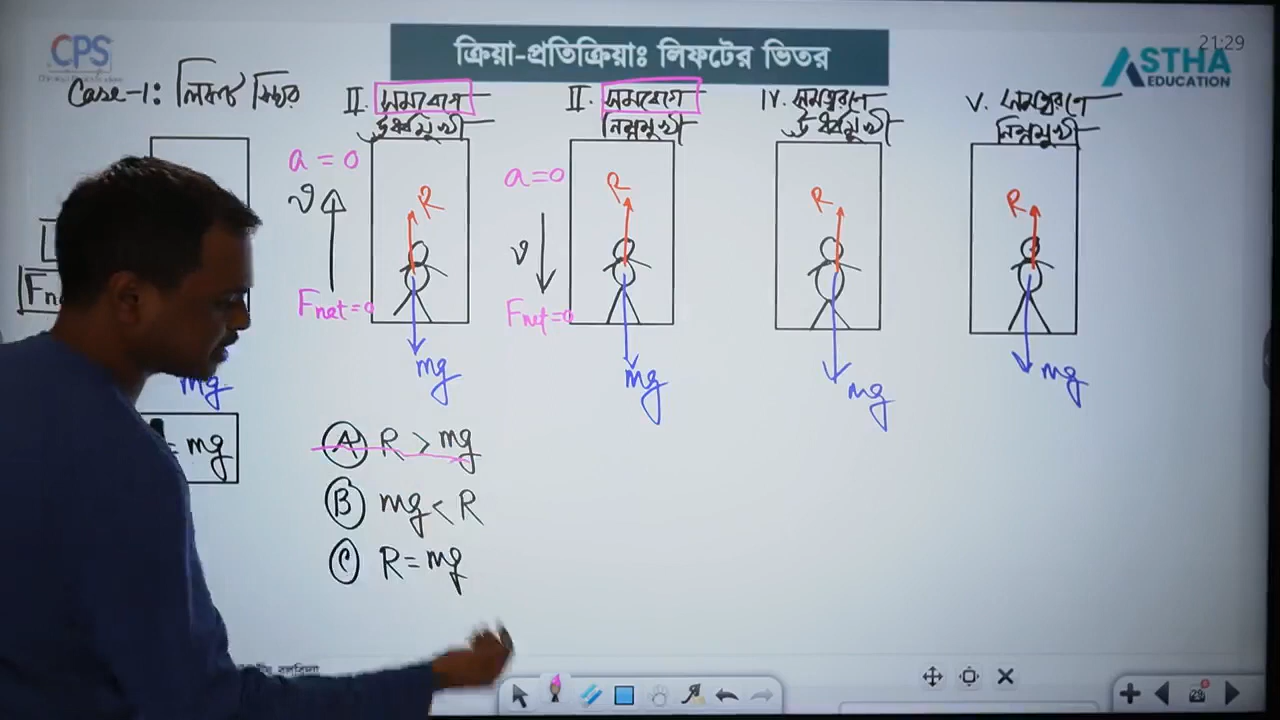 CPS
ক্রিয়া-প্রতিক্রিয়াঃ লিফটের ভিতর
21:29
ASTHA
EDUCATION
Case-1: লিফট স্থির
II. সমবেগে
ঊর্ধ্বমুখী
II. সমবেগে
নিম্নমুখী
IV. সমত্বরণে
ঊর্ধ্বমুখী
V. সমত্বরণে
নিম্নমুখী
a = 0
v
R
Fnet=0
mg
a=0
v
R
Fnet=0
mg
R
mg
R
mg
mg
= mg
A R > mg
B mg < R
C R = mg
29